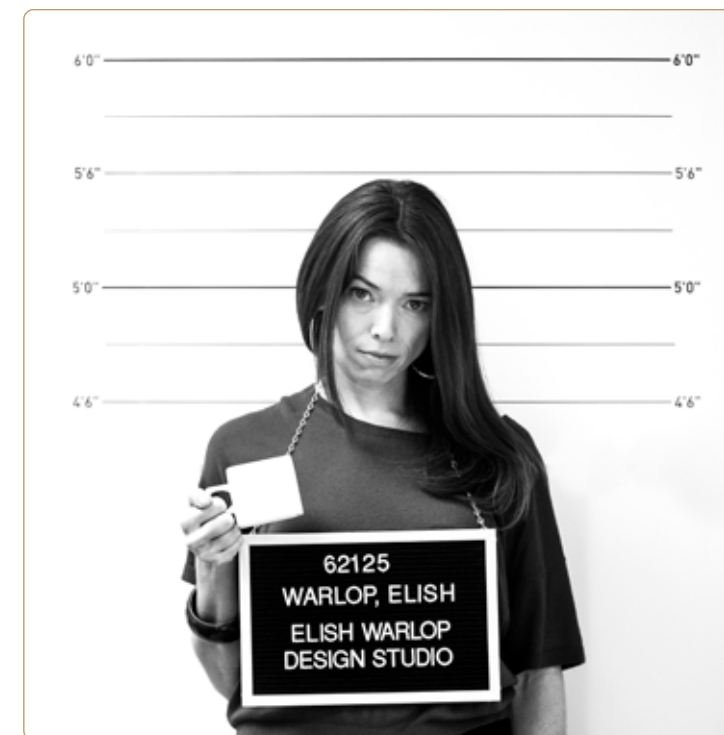 6'0" 6'0"
5'6" 5'6"
5'0" 5'0"
4'6" 4'6"
62125
WARLOP, ELISH
ELISH WARLOP
DESIGN STUDIO